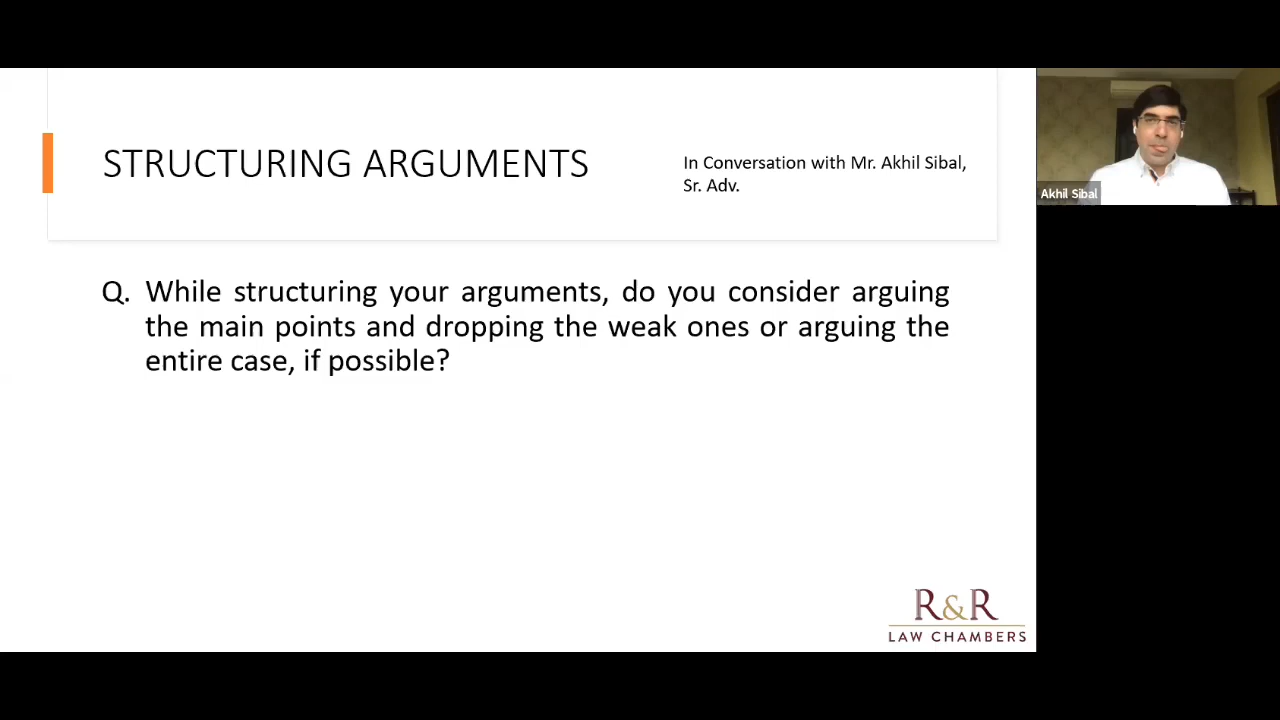 STRUCTURING ARGUMENTS
In Conversation with Mr. Akhil Sibal,
Sr. Adv.
Akhil Sibal
Q. While structuring your arguments, do you consider arguing
the main points and dropping the weak ones or arguing the
entire case, if possible?
R&R
LAW CHAMBERS